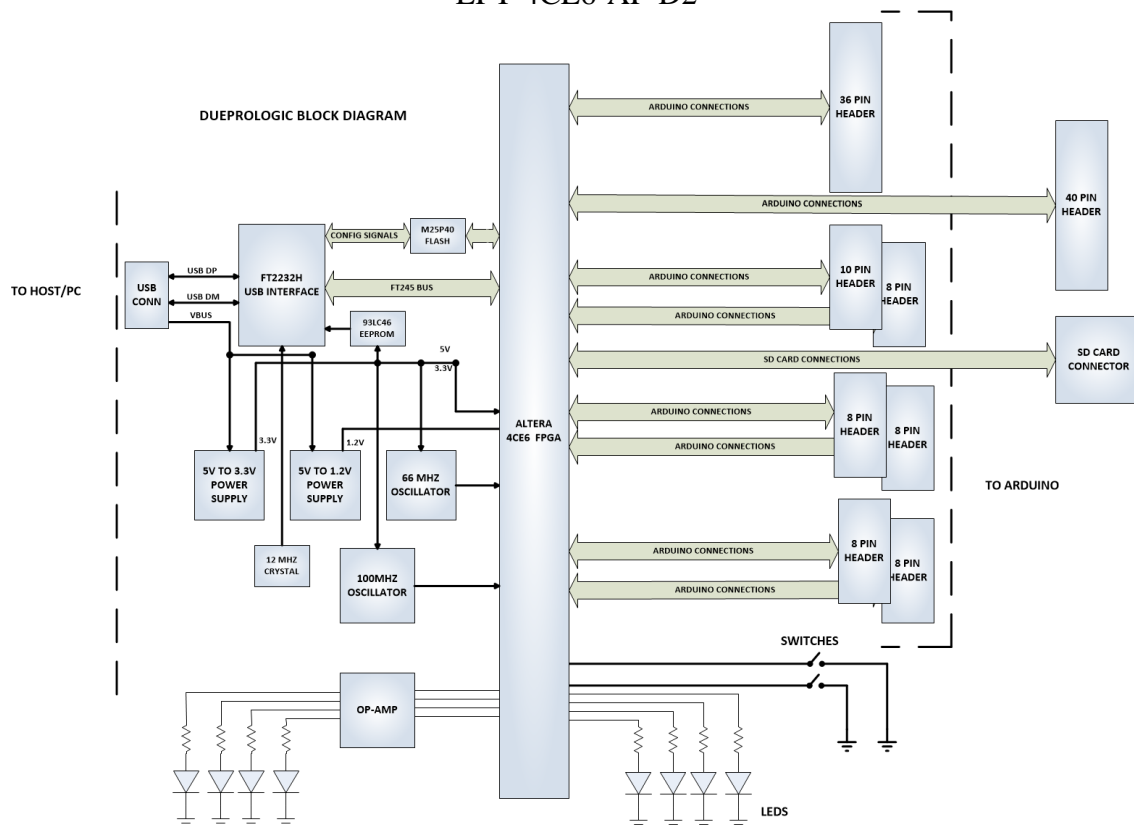 DUEPROLOGIC BLOCK DIAGRAM
TO HOST/PC
USB
CONN
USB DP
USB DM
VBUS
FT2232H
USB INTERFACE
CONFIG SIGNALS
M25P40
FLASH
FT245 BUS
93LC46
EEPROM
5V
3.3V
3.3V
1.2V
5V TO 3.3V
POWER
SUPPLY
5V TO 1.2V
POWER
SUPPLY
66 MHZ
OSCILLATOR
12 MHZ
CRYSTAL
100MHZ
OSCILLATOR
OP-AMP
ALTERA
4CE6 FPGA
ARDUINO CONNECTIONS
36 PIN
HEADER
ARDUINO CONNECTIONS
40 PIN
HEADER
ARDUINO CONNECTIONS
10 PIN
HEADER
8 PIN
HEADER
ARDUINO CONNECTIONS
SD CARD CONNECTIONS
SD CARD
CONNECTOR
ARDUINO CONNECTIONS
8 PIN
HEADER
8 PIN
HEADER
ARDUINO CONNECTIONS
TO ARDUINO
ARDUINO CONNECTIONS
8 PIN
HEADER
8 PIN
HEADER
ARDUINO CONNECTIONS
SWITCHES
LEDS